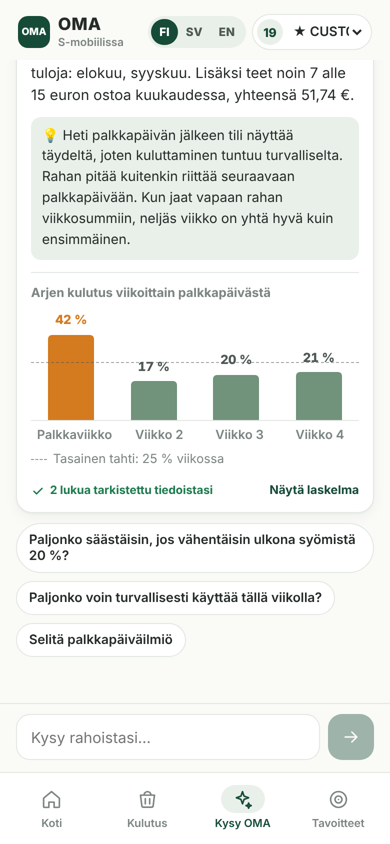 OMA
OMA
S-mobiilissa
FI SV EN
19 ★ CUST
tuloja: elokuu, syyskuu. Lisäksi teet noin 7 alle
15 euron ostoa kuukaudessa, yhteensä 51,74 €.
💡 Heti palkkapäivän jälkeen tili näyttää
täydeltä, joten kuluttaminen tuntuu turvalliselta.
Rahan pitää kuitenkin riittää seuraavaan
palkkapäivään. Kun jaat vapaan rahan
viikkosummiin, neljäs viikko on yhtä hyvä kuin
ensimmäinen.
Arjen kulutus viikoittain palkkapäivästä
42 % 17 % 20 % 21 %
Palkkaviikko Viikko 2 Viikko 3 Viikko 4
Tasainen tahti: 25 % viikossa
✓ 2 lukua tarkistettu tiedoistasi Näytä laskelma
Paljonko säästäisin, jos vähentäisin ulkona syömistä
20 %?
Paljonko voin turvallisesti käyttää tällä viikolla?
Selitä palkkapäiväilmiö
Kysy rahoistasi...
Koti Kulutus Kysy OMA Tavoitteet